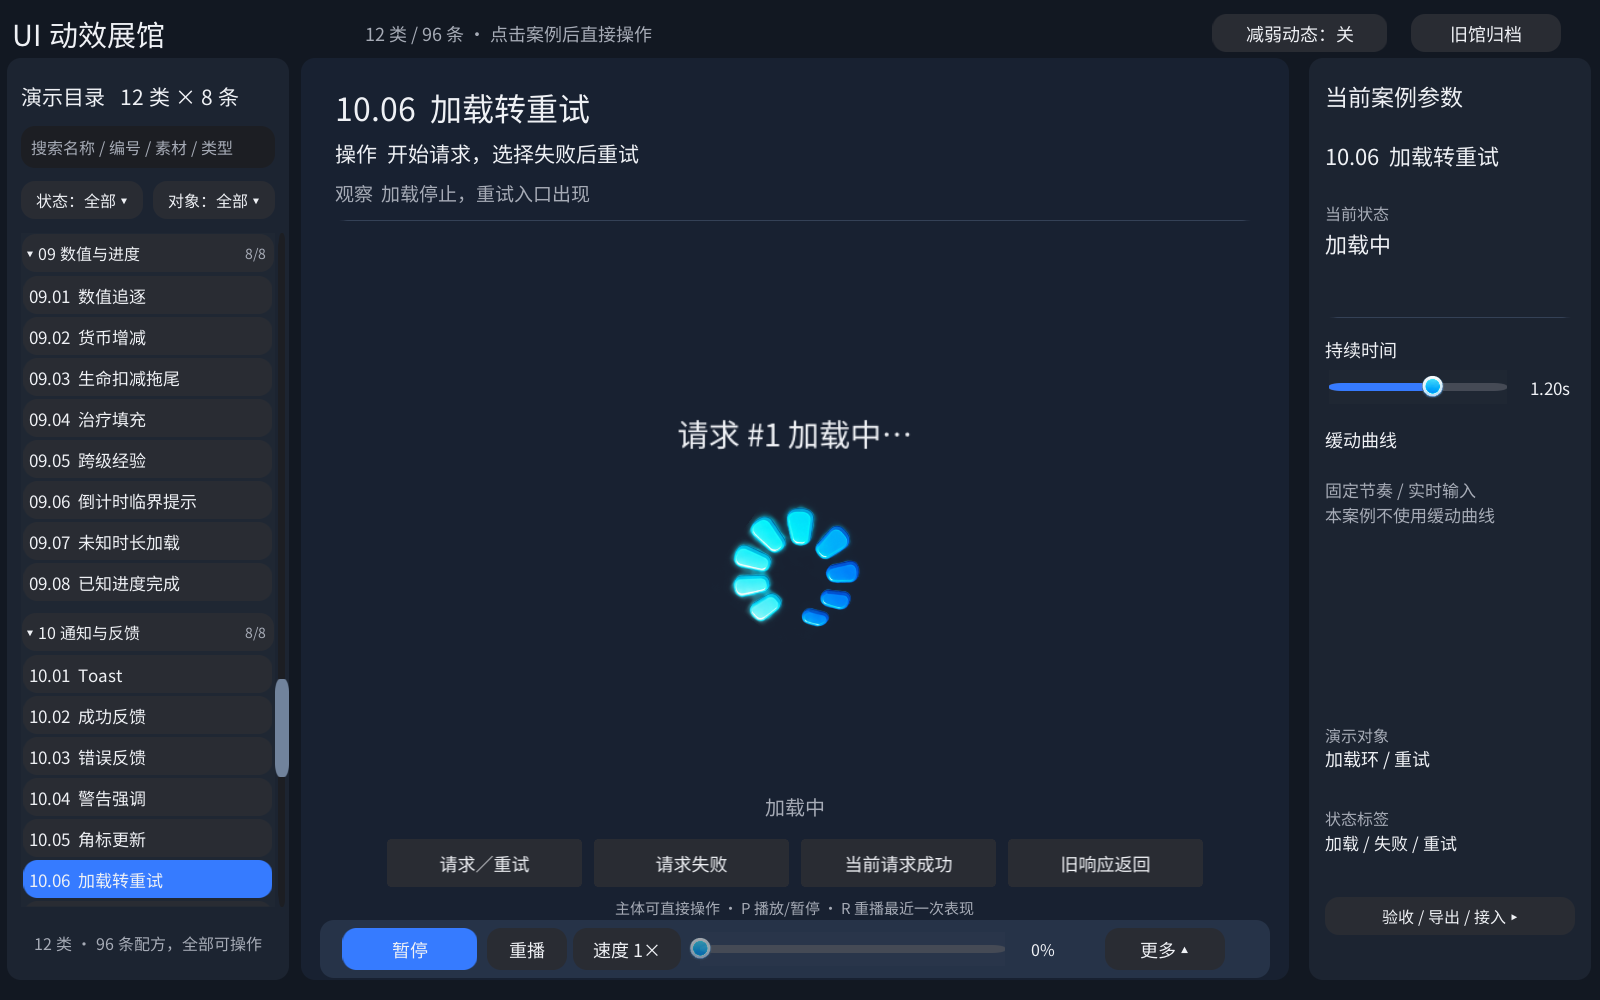 UI 动效展馆
12 类 / 96 条 · 点击案例后直接操作
减弱动态：关
旧馆归档
演示目录 12 类 × 8 条
搜索名称 / 编号 / 素材 / 类型
状态：全部 ▾
对象：全部 ▾
▾ 09 数值与进度 8/8
09.01 数值追逐
09.02 货币增减
09.03 生命扣减拖尾
09.04 治疗填充
09.05 跨级经验
09.06 倒计时临界提示
09.07 未知时长加载
09.08 已知进度完成
▾ 10 通知与反馈 8/8
10.01 Toast
10.02 成功反馈
10.03 错误反馈
10.04 警告强调
10.05 角标更新
10.06 加载转重试
12 类 · 96 条配方，全部可操作
10.06 加载转重试
操作 开始请求，选择失败后重试
观察 加载停止，重试入口出现
请求 #1 加载中···
加载中
请求／重试
请求失败
当前请求成功
旧响应返回
主体可直接操作 · P 播放/暂停 · R 重播最近一次表现
暂停
重播
速度 1×
0%
更多 ▴
当前案例参数
10.06 加载转重试
当前状态
加载中
持续时间
1.20s
缓动曲线
固定节奏 / 实时输入
本案例不使用缓动曲线
演示对象
加载环 / 重试
状态标签
加载 / 失败 / 重试
验收 / 导出 / 接入 ▸